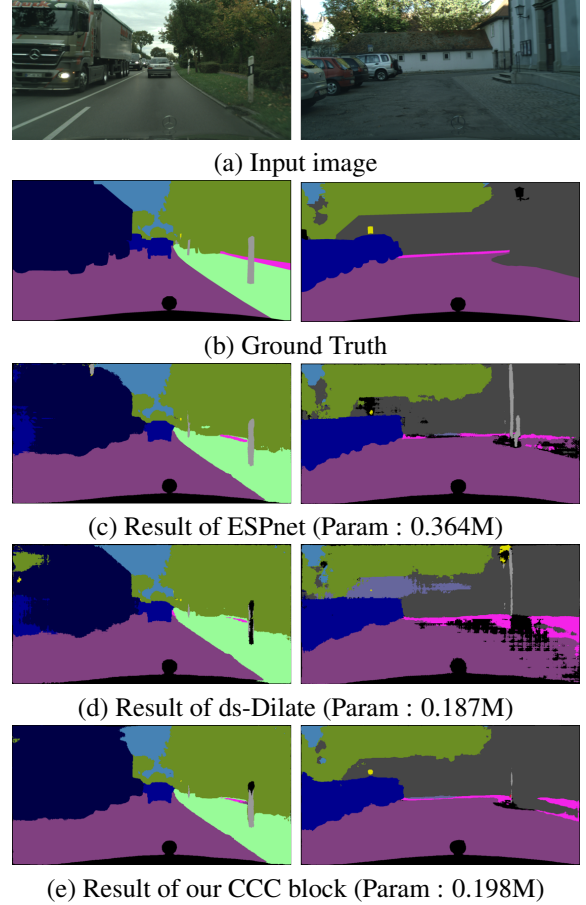 (a) Input image
(b) Ground Truth
(c) Result of ESPnet (Param : 0.364M)
(d) Result of ds-Dilate (Param : 0.187M)
(e) Result of our CCC block (Param : 0.198M)